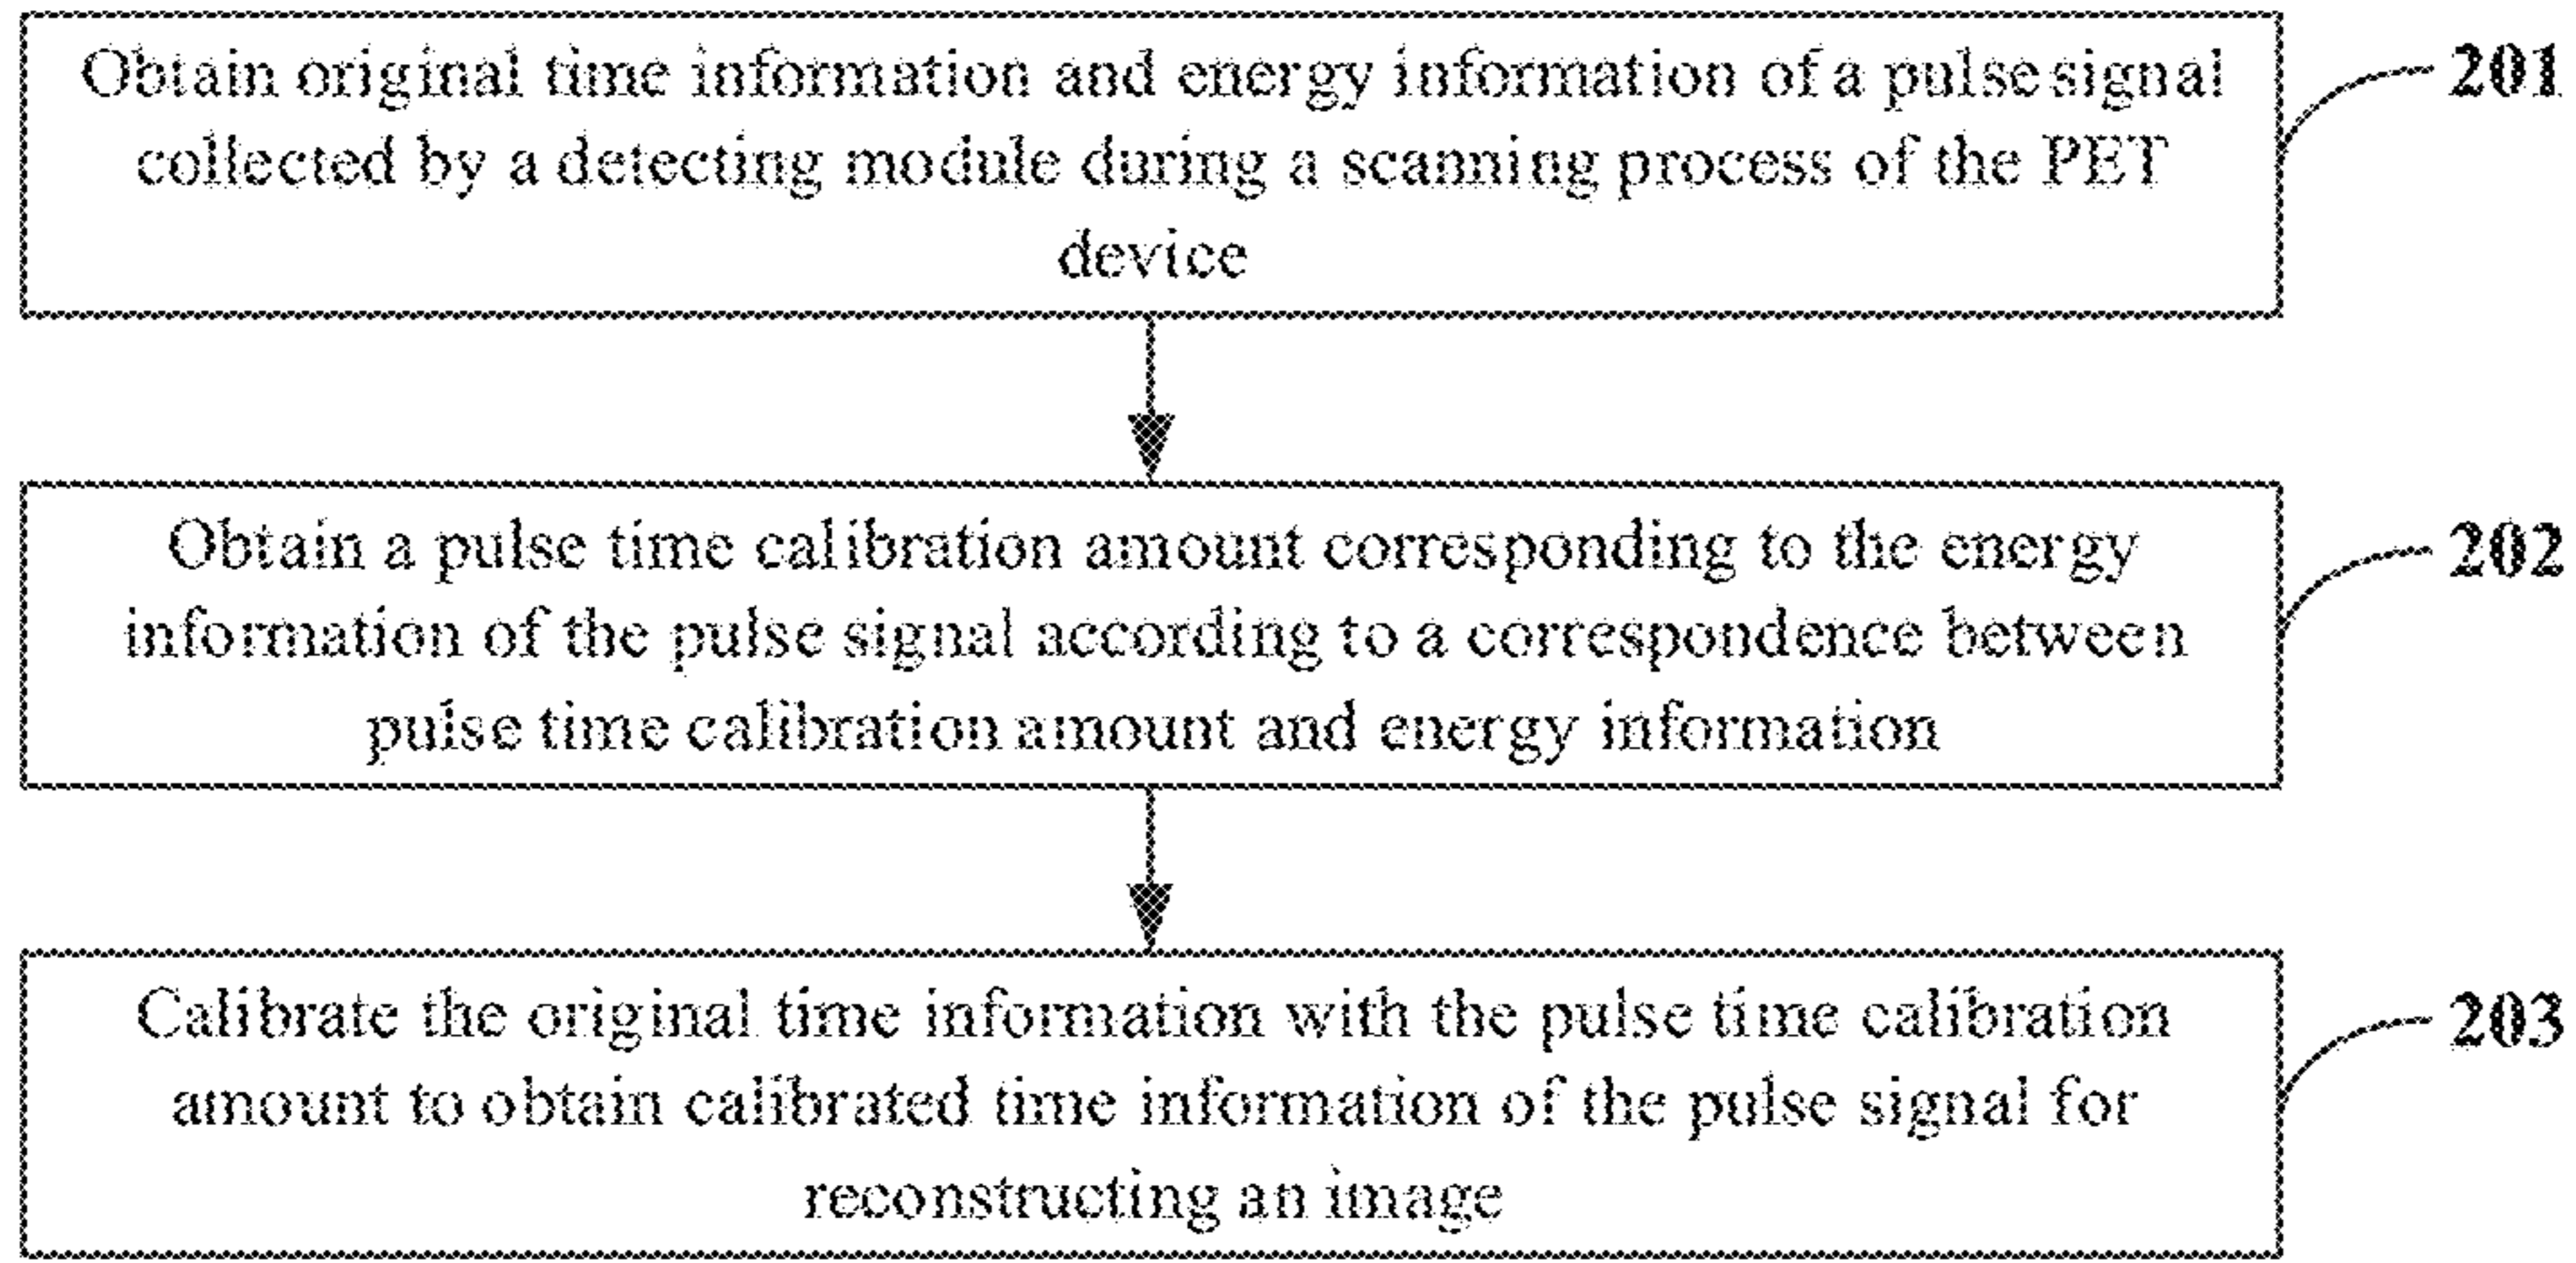 Obtain original time information and energy information of a pulse signal
collected by a detecting module during a scanning process of the PET
device
201
Obtain a pulse time calibration amount corresponding to the energy
information of the pulse signal according to a correspondence between
pulse time calibration amount and energy information
202
Calibrate the original time information with the pulse time calibration
amount to obtain calibrated time information of the pulse signal for
reconstructing an image
203